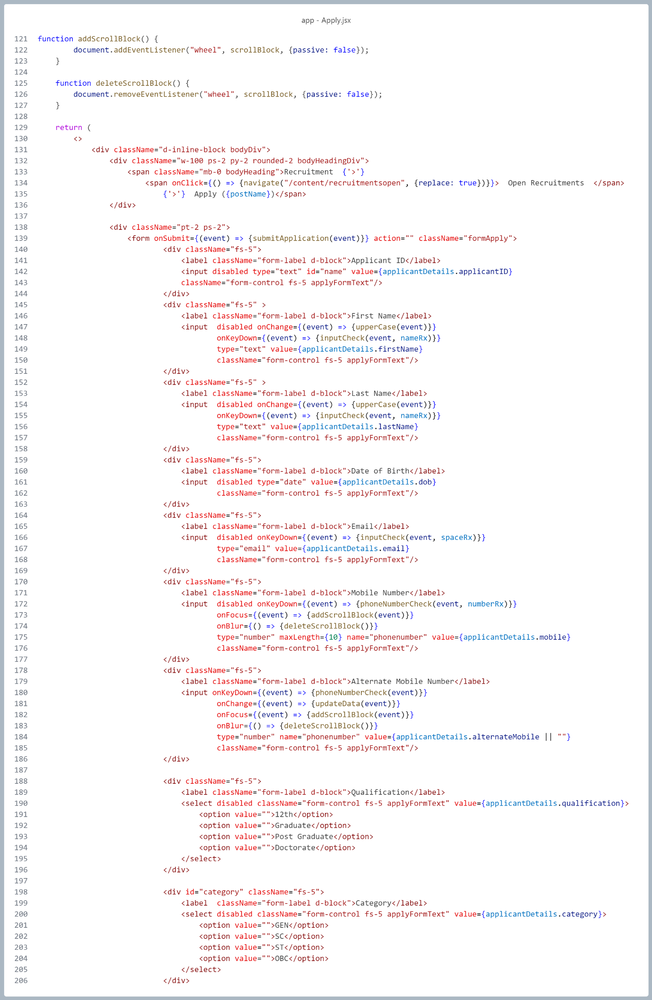 app - Apply.jsx
121 function addScrollBlock() {
122         document.addEventListener("wheel", scrollBlock, {passive: false});
123     }
124
125     function deleteScrollBlock() {
126         document.removeEventListener("wheel", scrollBlock, {passive: false});
127     }
128
129     return (
130         <>
131             <div className="d-inline-block bodyDiv">
132                 <div className="w-100 ps-2 py-2 rounded-2 bodyHeadingDiv">
133                     <span className="mb-0 bodyHeading">Recruitment  {'>'}
134                         <span onClick={() => {navigate("/content/recruitmentsopen", {replace: true})}}>  Open Recruitments  </span>
135                             {'>'}  Apply ({postName})</span>
136                 </div>
137
138                 <div className="pt-2 ps-2">
139                     <form onSubmit={(event) => {submitApplication(event)}} action="" className="formApply">
140                             <div className="fs-5">
141                                 <label className="form-label d-block">Applicant ID</label>
142                                 <input disabled type="text" id="name" value={applicantDetails.applicantID}
143                                 className="form-control fs-5 applyFormText"/>
144                             </div>
145                             <div className="fs-5" >
146                                 <label className="form-label d-block">First Name</label>
147                                 <input  disabled onChange={(event) => {upperCase(event)}}
148                                         onKeyDown={(event) => {inputCheck(event, nameRx)}}
149                                         type="text" value={applicantDetails.firstName}
150                                         className="form-control fs-5 applyFormText"/>
151                             </div>
152                             <div className="fs-5" >
153                                 <label className="form-label d-block">Last Name</label>
154                                 <input  disabled onChange={(event) => {upperCase(event)}}
155                                         onKeyDown={(event) => {inputCheck(event, nameRx)}}
156                                         type="text" value={applicantDetails.lastName}
157                                         className="form-control fs-5 applyFormText"/>
158                             </div>
159                             <div className="fs-5">
160                                 <label className="form-label d-block">Date of Birth</label>
161                                 <input  disabled type="date" value={applicantDetails.dob}
162                                         className="form-control fs-5 applyFormText"/>
163                             </div>
164                             <div className="fs-5">
165                                 <label className="form-label d-block">Email</label>
166                                 <input  disabled onKeyDown={(event) => {inputCheck(event, spaceRx)}}
167                                         type="email" value={applicantDetails.email}
168                                         className="form-control fs-5 applyFormText"/>
169                             </div>
170                             <div className="fs-5">
171                                 <label className="form-label d-block">Mobile Number</label>
172                                 <input  disabled onKeyDown={(event) => {phoneNumberCheck(event, numberRx)}}
173                                         onFocus={(event) => {addScrollBlock(event)}}
174                                         onBlur={() => {deleteScrollBlock()}}
175                                         type="number" maxLength={10} name="phonenumber" value={applicantDetails.mobile}
176                                         className="form-control fs-5 applyFormText"/>
177                             </div>
178                             <div className="fs-5">
179                                 <label className="form-label d-block">Alternate Mobile Number</label>
180                                 <input onKeyDown={(event) => {phoneNumberCheck(event)}}
181                                         onChange={(event) => {updateData(event)}}
182                                         onFocus={(event) => {addScrollBlock(event)}}
183                                         onBlur={() => {deleteScrollBlock()}}
184                                         type="number" name="phonenumber" value={applicantDetails.alternateMobile || ""}
185                                         className="form-control fs-5 applyFormText"/>
186                             </div>
187
188                             <div className="fs-5">
189                                 <label className="form-label d-block">Qualification</label>
190                                 <select disabled className="form-control fs-5 applyFormText" value={applicantDetails.qualification}>
191                                     <option value="">12th</option>
192                                     <option value="">Graduate</option>
193                                     <option value="">Post Graduate</option>
194                                     <option value="">Doctorate</option>
195                                 </select>
196                             </div>
197
198                             <div id="category" className="fs-5">
199                                 <label  className="form-label d-block">Category</label>
200                                 <select disabled className="form-control fs-5 applyFormText" value={applicantDetails.category}>
201                                     <option value="">GEN</option>
202                                     <option value="">SC</option>
203                                     <option value="">ST</option>
204                                     <option value="">OBC</option>
205                                 </select>
206                             </div>